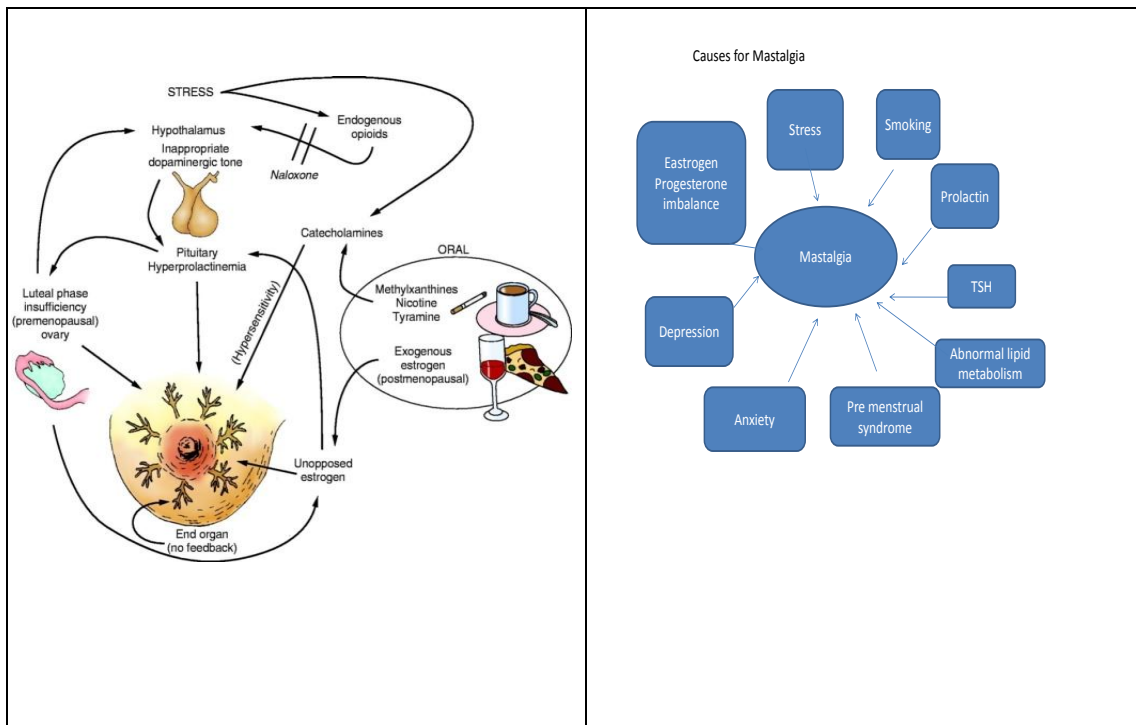 STRESS
Endogenous
opioids
Hypothalamus
Inappropriate
dopaminergic tone
Naloxone
Catecholamines
Pituitary
Hyperprolactinemia
ORAL
Methylxanthines
Nicotine
Tyramine
Luteal phase
insufficiency
(premenopausal)
ovary
(Hypersensitivity)
Exogenous
estrogen
(postmenopausal)
Unopposed
estrogen
End organ
(no feedback)
Causes for Mastalgia
Stress
Smoking
Eastrogen
Progesterone
imbalance
Prolactin
Mastalgia
TSH
Depression
Abnormal lipid
metabolism
Anxiety
Pre menstrual
syndrome